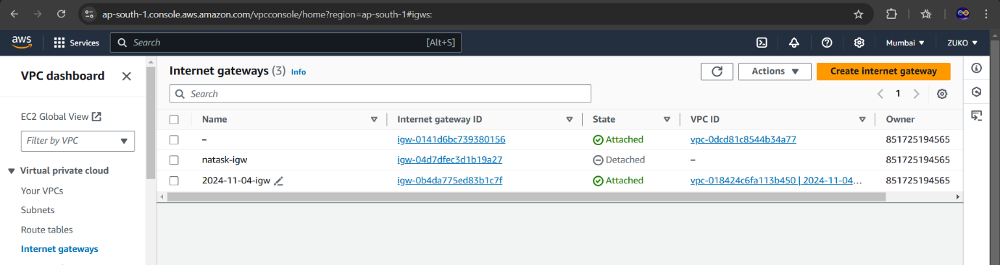 ap-south-1.console.aws.amazon.com/vpcconsole/home?region=ap-south-1#igws:
aws Services Search [Alt+S] Mumbai ▼ ZUKO ▼
VPC dashboard
EC2 Global View
Filter by VPC
Virtual private cloud
Your VPCs
Subnets
Route tables
Internet gateways
Internet gateways (3) Info
Actions Create internet gateway
Search
1
Name Internet gateway ID State VPC ID Owner
– igw-0141d6bc739380156 Attached vpc-0dcd81c8544b34a77 851725194565
natask-igw igw-04d7dfec3d1b19a27 Detached – 851725194565
2024-11-04-igw igw-0b4da775ed83b1c7f Attached vpc-018424c6fa113b450 | 2024-11-04... 851725194565